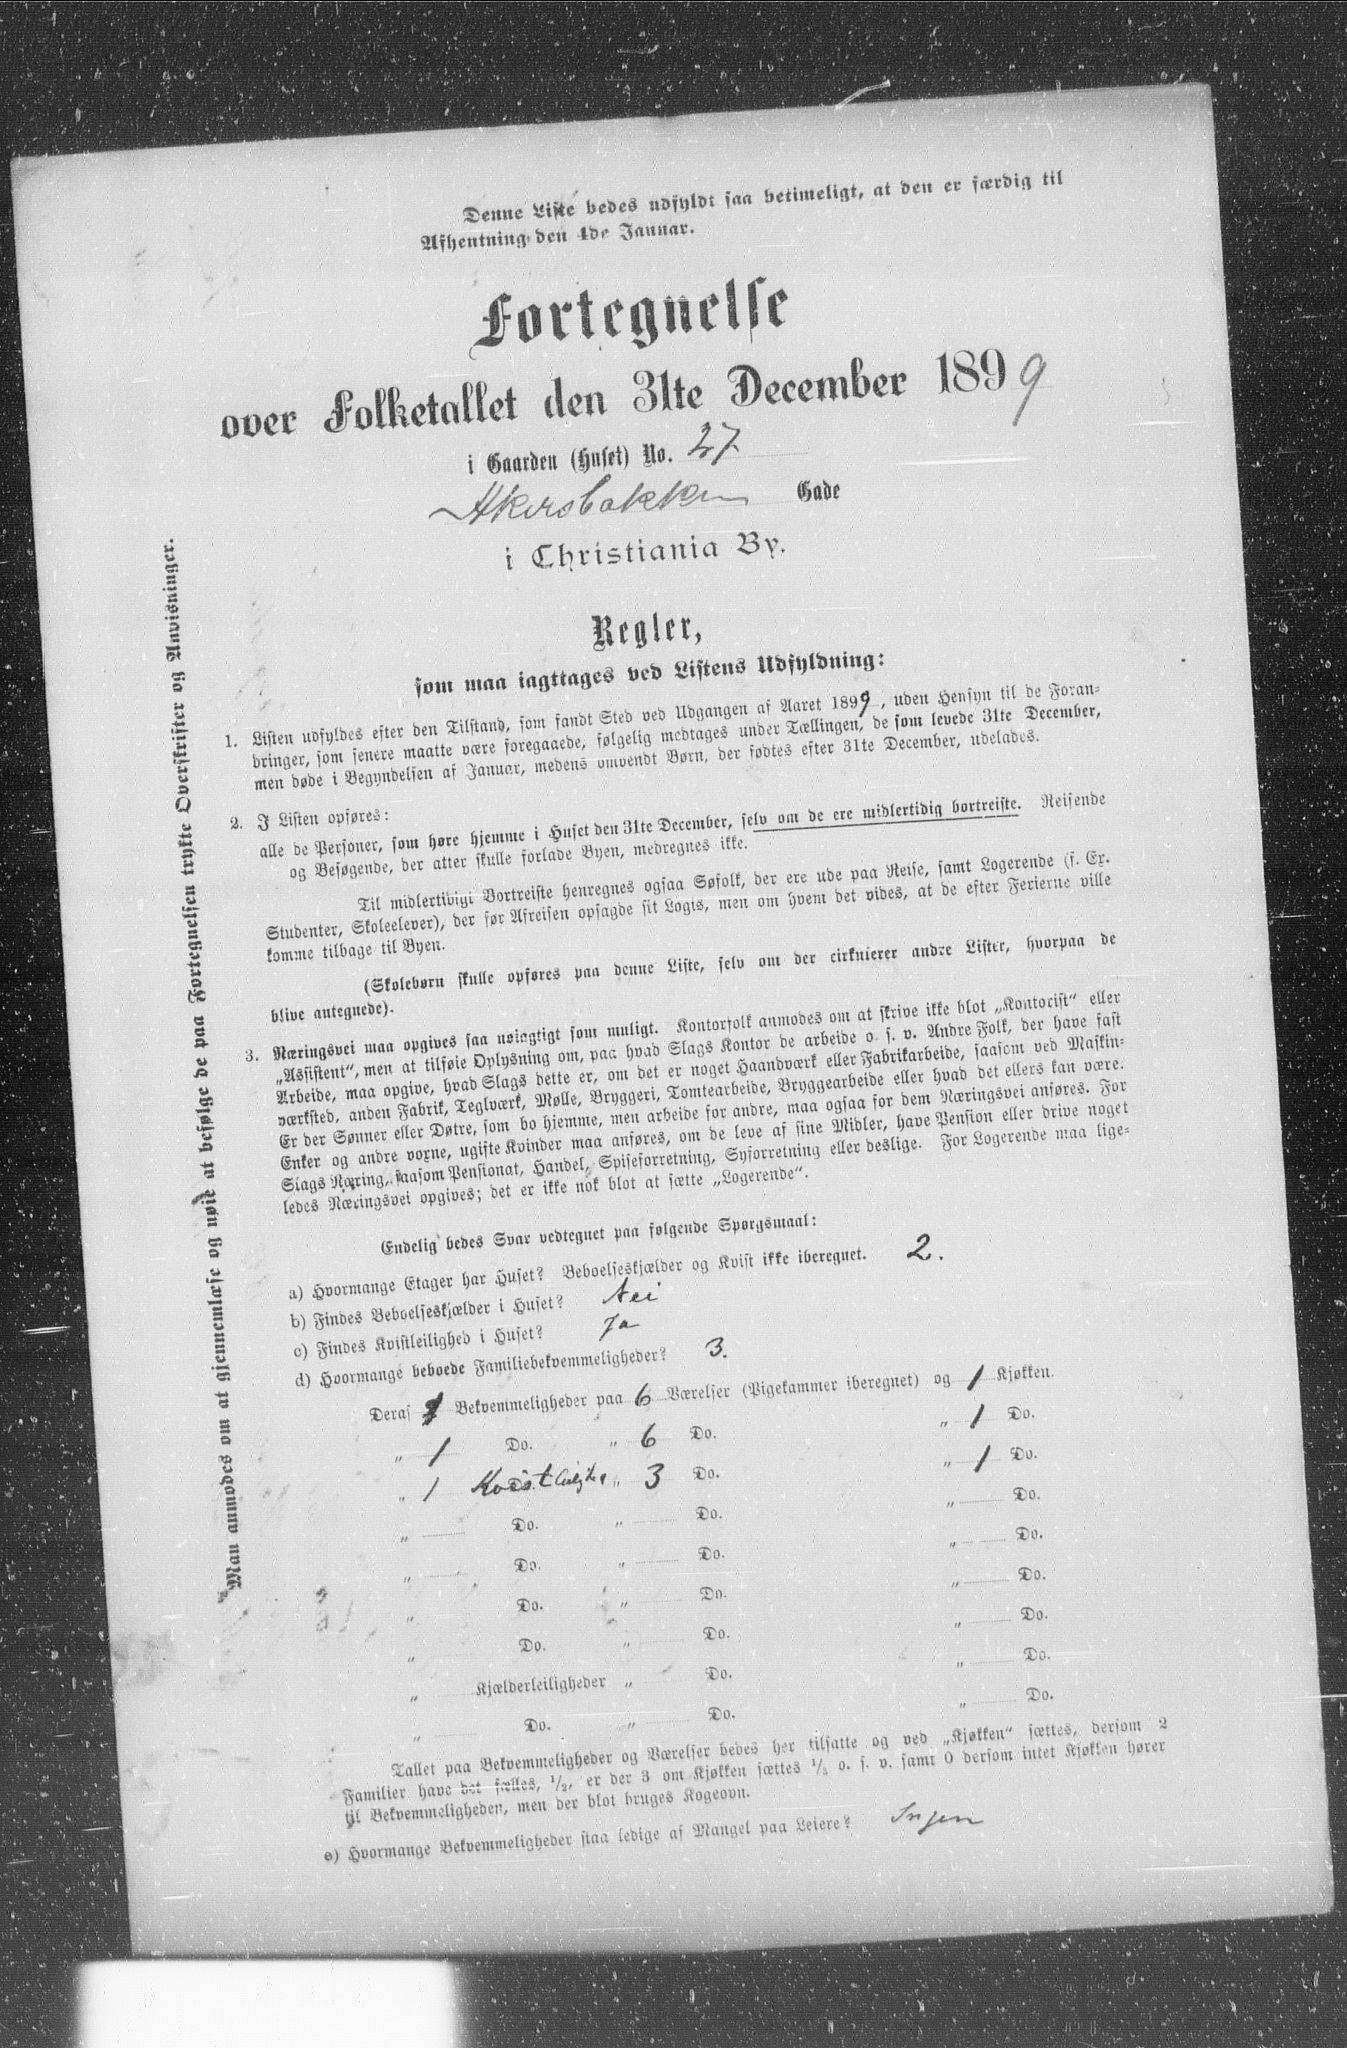 Denne Liste bedes udfyldt saa betimeligt, at den er færdig til
Afhentning den 4de Januar.
Fortegnelse
over Folketallet den 31te December 1899
i Gaarden (Huset) No. 27
Akersbakken Gade
i Christiania By.
Regler,
som maa iagttages ved Listens Udfyldning:
1. Listen udfyldes efter den Tilstand, som fandt Sted ved Udgangen af Aaret 1899, uden Hensyn til de Foran-
bringer, som senere maatte være foregaaede, følgelig medtages under Tællingen, de som levede 31te December,
men døde i Begyndelsen af Januar, medens omvendt Børn, der fødtes efter 31te December, udelades.
2. I Listen opføres:
alle de Personer, som høre hjemme i Huset den 31te December, selv om de ere midlertidig bortreiste. Reisende
og Besøgende, der atter skulle forlade Byen, medregnes ikke.
Til midlertidigt Bortreiste henregnes ogsaa Søfolk, der ere ude paa Reise, samt Logerende (f. Ex.
Studenter, Skoleelever), der før Afreisen opsagde sit Logis, men om hvem det vides, at de efter Ferierne ville
komme tilbage til Byen.
(Skolebørn skulle opføres paa denne Liste, selv om der cirkulerer andre Lister, hvorpaa de
blive antegnede).
3. Næringsvei maa opgives saa nøiagtigt som muligt. Kontorfolk anmodes om at skrive ikke blot „Kontorist“ eller
„Assistent“, men at tilføie Oplysning om, paa hvad Slags Kontor de arbeide o. s. v. Andre Folk, der have fast
Arbeide, maa opgive, hvad Slags dette er, om det er noget Haandværk eller Fabrikarbeide, saasom ved Maskin-
værksted, anden Fabrik, Teglværk, Mølle, Bryggeri, Tomtearbeide, Bryggearbeide eller hvad det ellers kan være.
Er der Sønner eller Døtre, som bo hjemme, men arbeide for andre, maa ogsaa for dem Næringsvei anføres. For
Enker og andre voxne, ugifte Kvinder maa anføres, om de leve af sine Midler, have Pension eller drive noget
Slags Næring, saasom Pensionat, Handel, Spiseforretning, Syforretning eller deslige. For Logerende maa lige-
ledes Næringsvei opgives; det er ikke nok blot at sætte „Logerende“.
Endelig bedes Svar vedtegnet paa følgende Spørgsmaal:
a) Hvormange Etager har Huset? Beboelseskjælder og Kvist ikke iberegnet. 2.
b) Findes Beboelseskjælder i Huset? Nei
c) Findes Kvistleilighed i Huset? Ja
d) Hvormange beboede Familiebekvemmeligheder? 3.
Deraf 1 Bekvemmeligheder paa 6 Værelser (Pigekammer iberegnet) og 1 Kjøkken.
„ 1 Do. „ 6 Do. „ 1 Do.
„ 1 Kvistleilighed „ 3 Do. „ 1 Do.
„ Do. „ Do. „ Do.
„ Do. „ Do. „ Do.
„ Do. „ Do. „ Do.
„ Do. „ Do. „ Do.
„ Kjælderleiligheder „ Do. „ Do.
„ Do. „ Do. „ Do.
Tallet paa Bekvemmeligheder og Værelser bedes her tilsatte og ved „Kjøkken“ sættes, dersom 2
Familier have det fælles, 1/2, er der 3 om Kjøkken sættes 1/3 o. s. v. samt 0 dersom intet Kjøkken hører
til Bekvemmeligheden, men der blot bruges Kogeovn.
e) Hvormange Bekvemmeligheder staa ledige af Mangel paa Leiere? Ingen
Man anmodes om at gjennemlæse og nøie at befølge de paa Fortegnelsen trykte Overskrifter og Anvisninger.